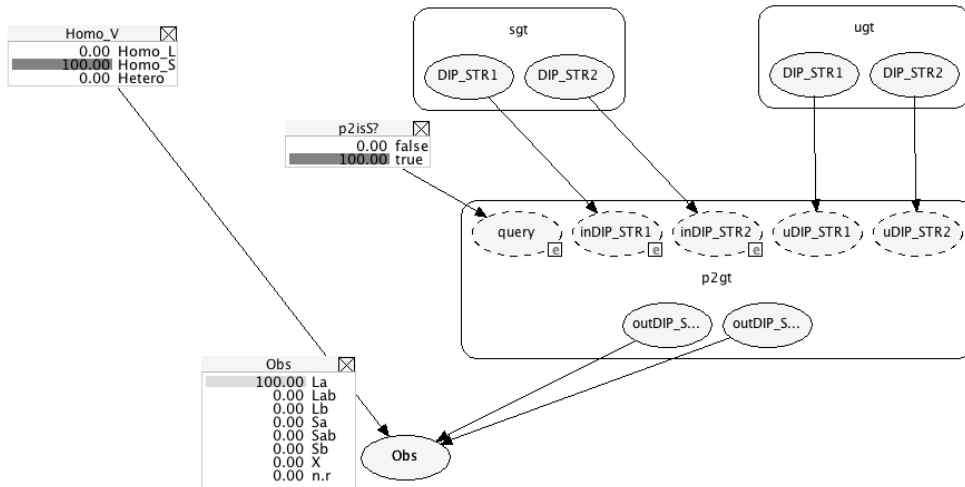 Homo_V
0.00 Homo_L
100.00 Homo_S
0.00 Hetero
sgt
DIP_STR1
DIP_STR2
ugt
DIP_STR1
DIP_STR2
p2isS?
0.00 false
100.00 true
query
e
inDIP_STR1
e
inDIP_STR2
e
uDIP_STR1
uDIP_STR2
p2gt
outDIP_S...
outDIP_S...
Obs
100.00 La
0.00 Lab
0.00 Lb
0.00 Sa
0.00 Sab
0.00 Sb
0.00 X
0.00 n.r
Obs